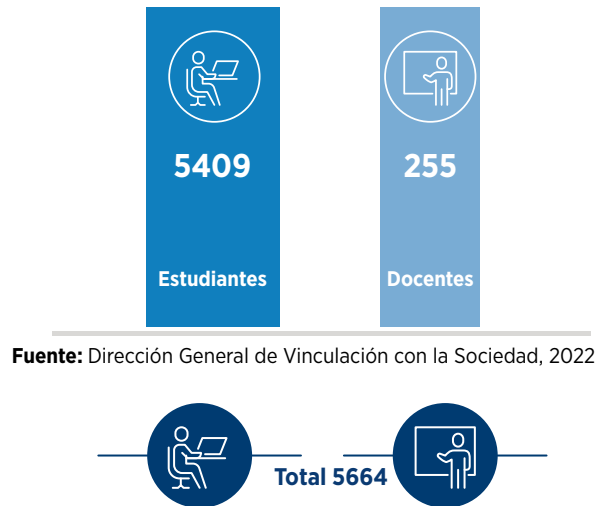 5409
255
Estudiantes
Docentes
Fuente: Dirección General de Vinculación con la Sociedad, 2022
Total 5664